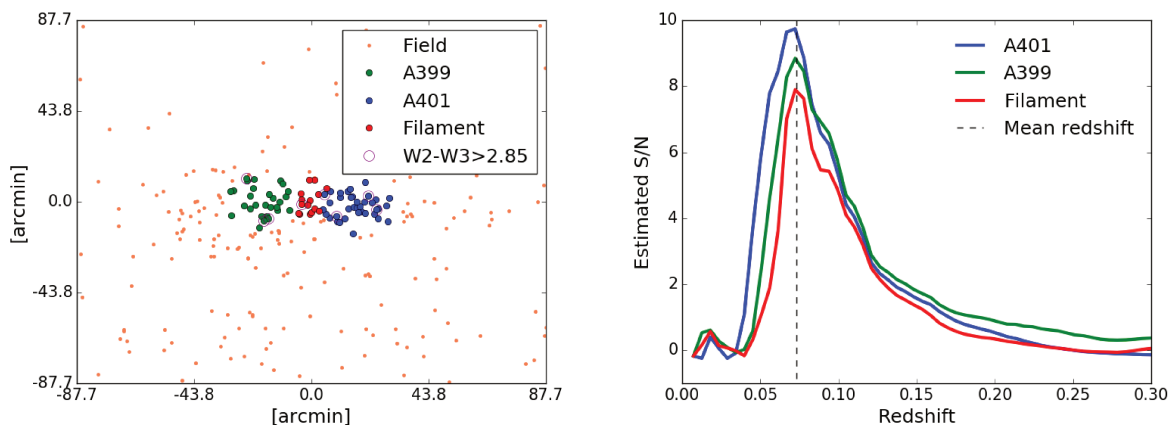 87.7
43.8
0.0
-43.8
-87.7
[arcmin]
-87.7 -43.8 0.0 43.8 87.7
[arcmin]
Field
A399
A401
Filament
W2-W3>2.85
10
8
6
4
2
0
Estimated S/N
0.00 0.05 0.10 0.15 0.20 0.25 0.30
Redshift
A401
A399
Filament
Mean redshift